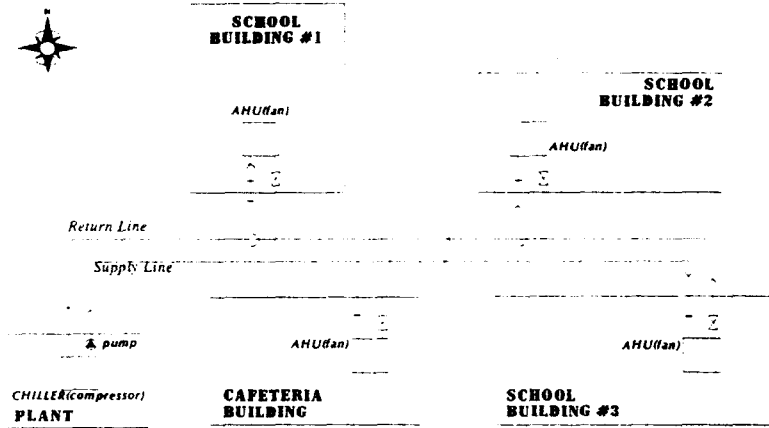 N
SCHOOL
BUILDING #1
SCHOOL
BUILDING #2
AHU(fan)
AHU(fan)
Return Line
Supply Line
pump
AHU(fan)
AHU(fan)
CHILLER(compressor)
PLANT
CAFETERIA
BUILDING
SCHOOL
BUILDING #3